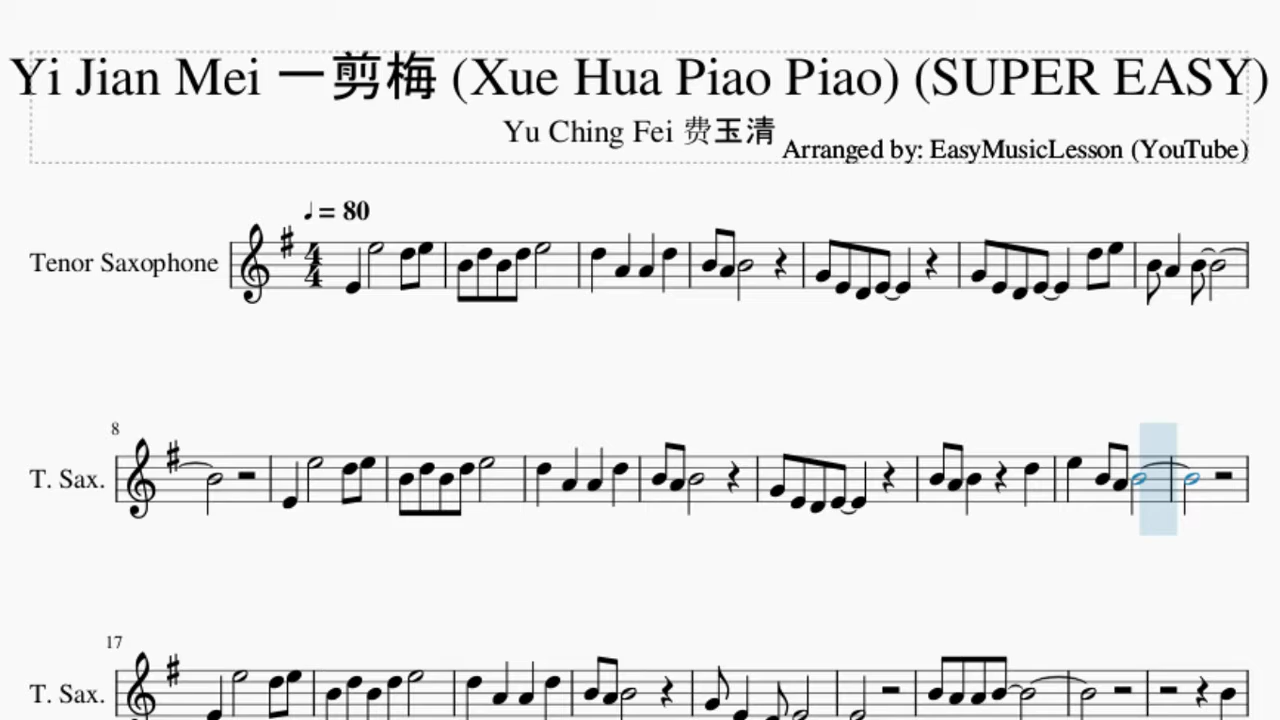 Yi Jian Mei 一剪梅 (Xue Hua Piao Piao) (SUPER EASY)
Yu Ching Fei 费玉清
Arranged by: EasyMusicLesson (YouTube)
♩ = 80
Tenor Saxophone
4
4
8
T. Sax.
17
T. Sax.